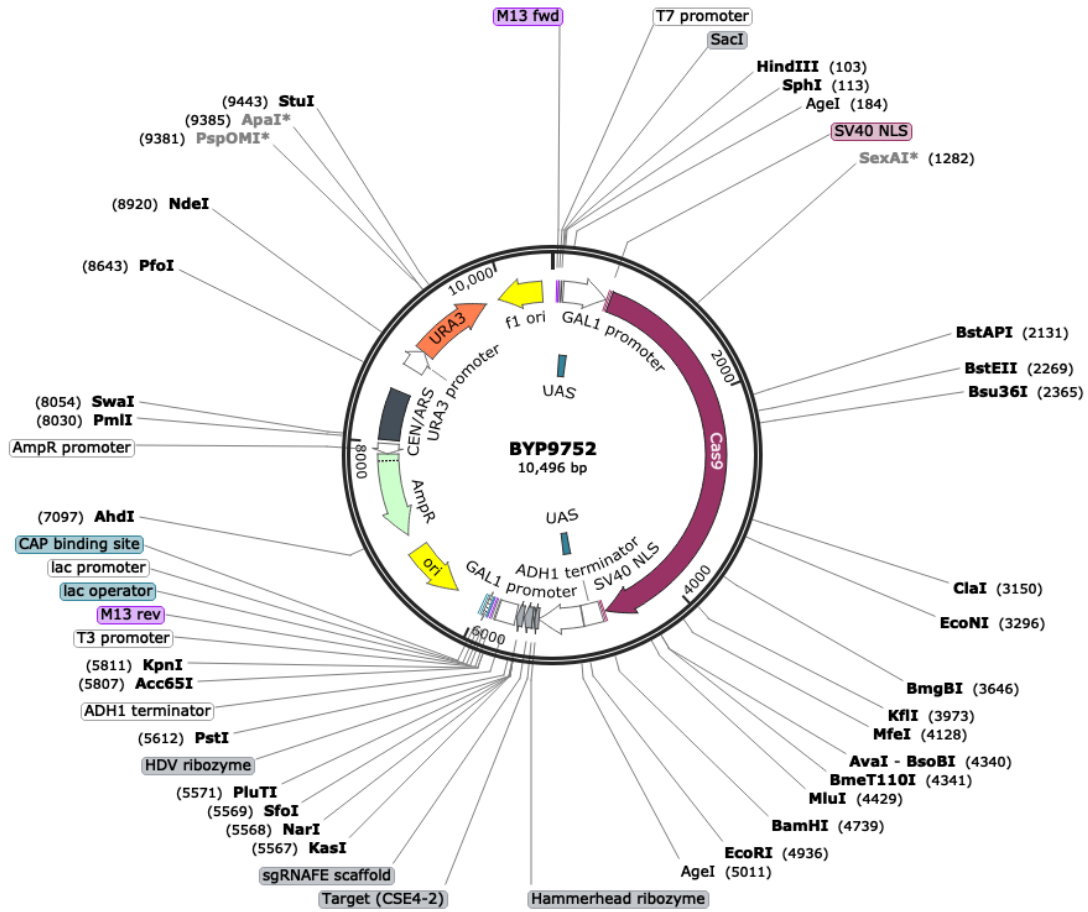 M13 fwd
T7 promoter
SacI
HindIII (103)
SphI (113)
AgeI (184)
SV40 NLS
SexAI* (1282)
BstAPI (2131)
BstEII (2269)
Bsu36I (2365)
ClaI (3150)
EcoNI (3296)
BmgBI (3646)
KflI (3973)
MfeI (4128)
AvaI - BsoBI (4340)
BmeT110I (4341)
MluI (4429)
BamHI (4739)
EcoRI (4936)
AgeI (5011)
Hammerhead ribozyme
Target (CSE4-2)
sgRNAFE scaffold
(5567) KasI
(5568) NarI
(5569) SfoI
(5571) PluTI
HDV ribozyme
(5612) PstI
ADH1 terminator
(5807) Acc65I
(5811) KpnI
T3 promoter
M13 rev
lac operator
lac promoter
CAP binding site
(7097) AhdI
AmpR promoter
(8030) PmlI
(8054) SwaI
(8643) PfoI
(8920) NdeI
(9381) PspOMI*
(9385) ApaI*
(9443) StuI
10,000
2000
4000
6000
8000
f1 ori
GAL1 promoter
UAS
Cas9
SV40 NLS
ADH1 terminator
UAS
GAL1 promoter
ori
AmpR
CEN/ARS
URA3 promoter
URA3
BYP9752
10,496 bp